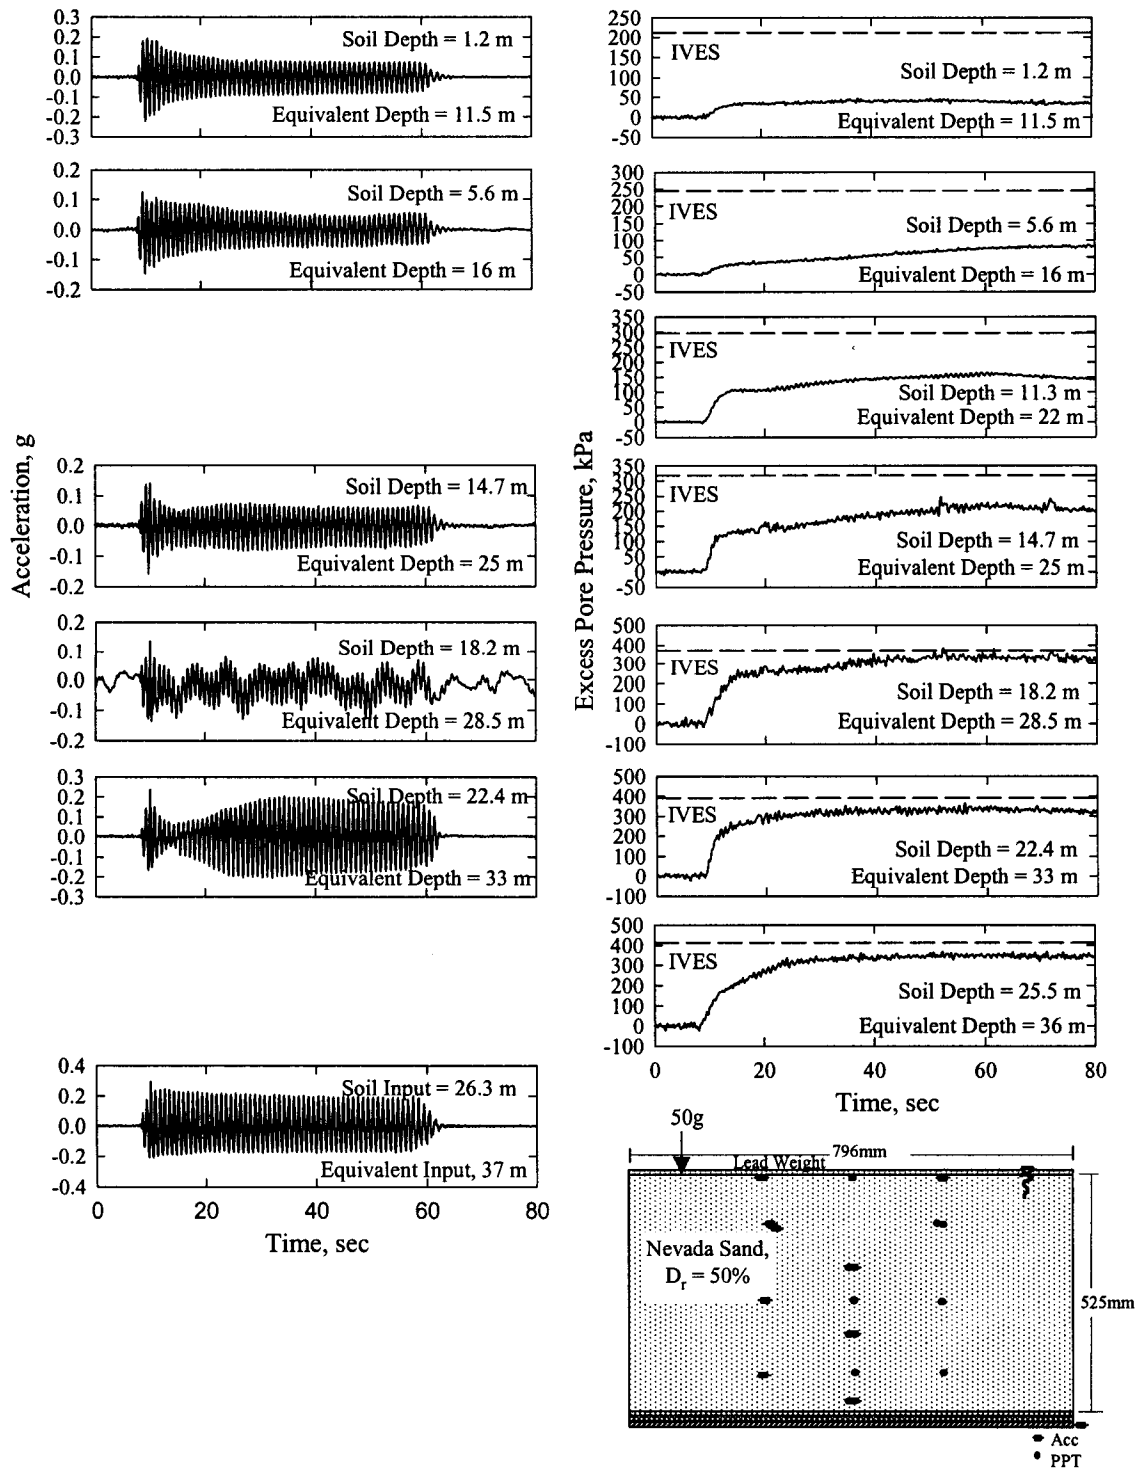 0.3
0.2
0.1
0.0
-0.1
-0.2
-0.3
Soil Depth = 1.2 m
Equivalent Depth = 11.5 m
0.2
0.1
0.0
-0.1
-0.2
Soil Depth = 5.6 m
Equivalent Depth = 16 m
Acceleration, g
0.2
0.1
0.0
-0.1
-0.2
Soil Depth = 14.7 m
Equivalent Depth = 25 m
0.2
0.1
0.0
-0.1
-0.2
Soil Depth = 18.2 m
Equivalent Depth = 28.5 m
0.3
0.2
0.1
0.0
-0.1
-0.2
-0.3
Soil Depth = 22.4 m
Equivalent Depth = 33 m
0.4
0.2
0.0
-0.2
-0.4
Soil Input = 26.3 m
Equivalent Input, 37 m
0 20 40 60 80
Time, sec
250
200
150
100
50
0
-50
IVES
Soil Depth = 1.2 m
Equivalent Depth = 11.5 m
300
250
200
150
100
50
0
-50
IVES
Soil Depth = 5.6 m
Equivalent Depth = 16 m
350
300
250
200
150
100
50
0
-50
IVES
Soil Depth = 11.3 m
Equivalent Depth = 22 m
Excess Pore Pressure, kPa
350
300
250
200
150
100
50
0
-50
IVES
Soil Depth = 14.7 m
Equivalent Depth = 25 m
500
400
300
200
100
0
-100
IVES
Soil Depth = 18.2 m
Equivalent Depth = 28.5 m
500
400
300
200
100
0
-100
IVES
Soil Depth = 22.4 m
Equivalent Depth = 33 m
500
400
300
200
100
0
-100
IVES
Soil Depth = 25.5 m
Equivalent Depth = 36 m
0 20 40 60 80
Time, sec
50g
796mm
Lead Weight
Nevada Sand,
Dr = 50%
525mm
Acc
PPT